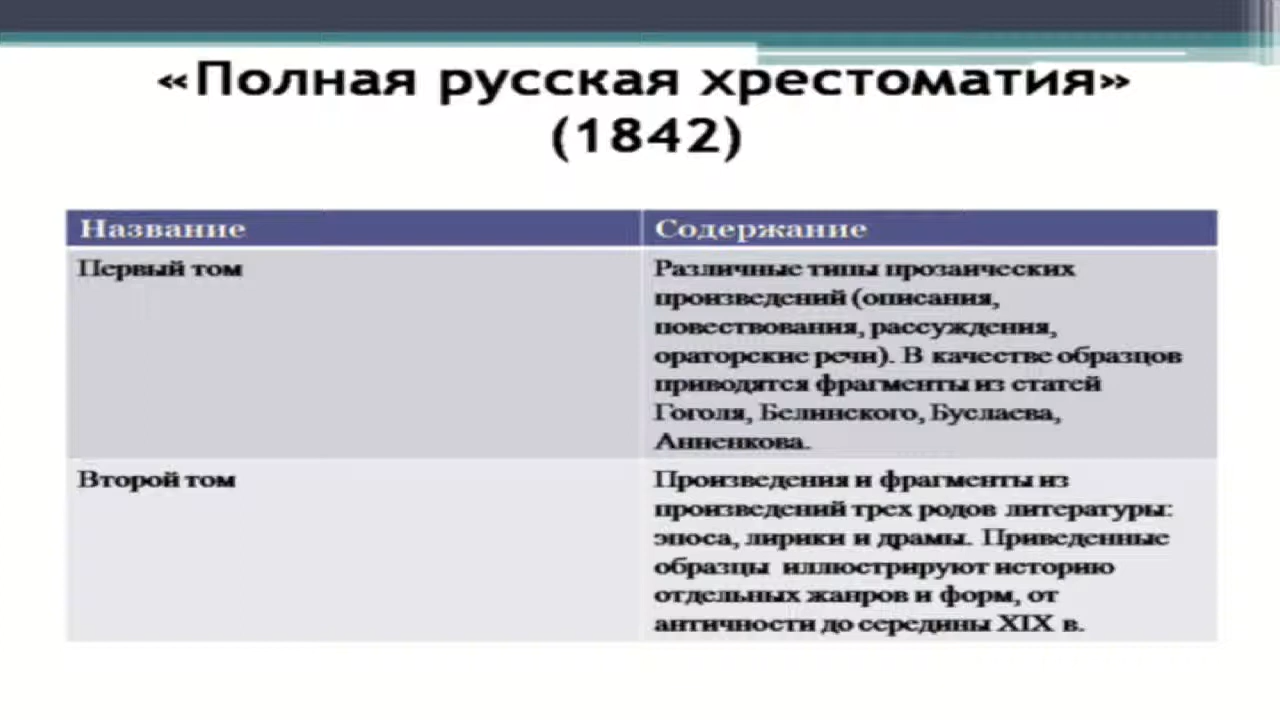 «Полная русская хрестоматия»
(1842)
Название
Содержание
Первый том
Различные типы прозаических
произведений (описания,
повествования, рассуждения,
ораторские речи). В качестве образцов
приводятся фрагменты из статей
Гоголя, Белинского, Буслаева,
Анненкова.
Второй том
Произведения и фрагменты из
произведений трех родов литературы:
эпоса, лирики и драмы. Приведенные
образцы иллюстрируют историю
отдельных жанров и форм, от
античности до середины XIX в.